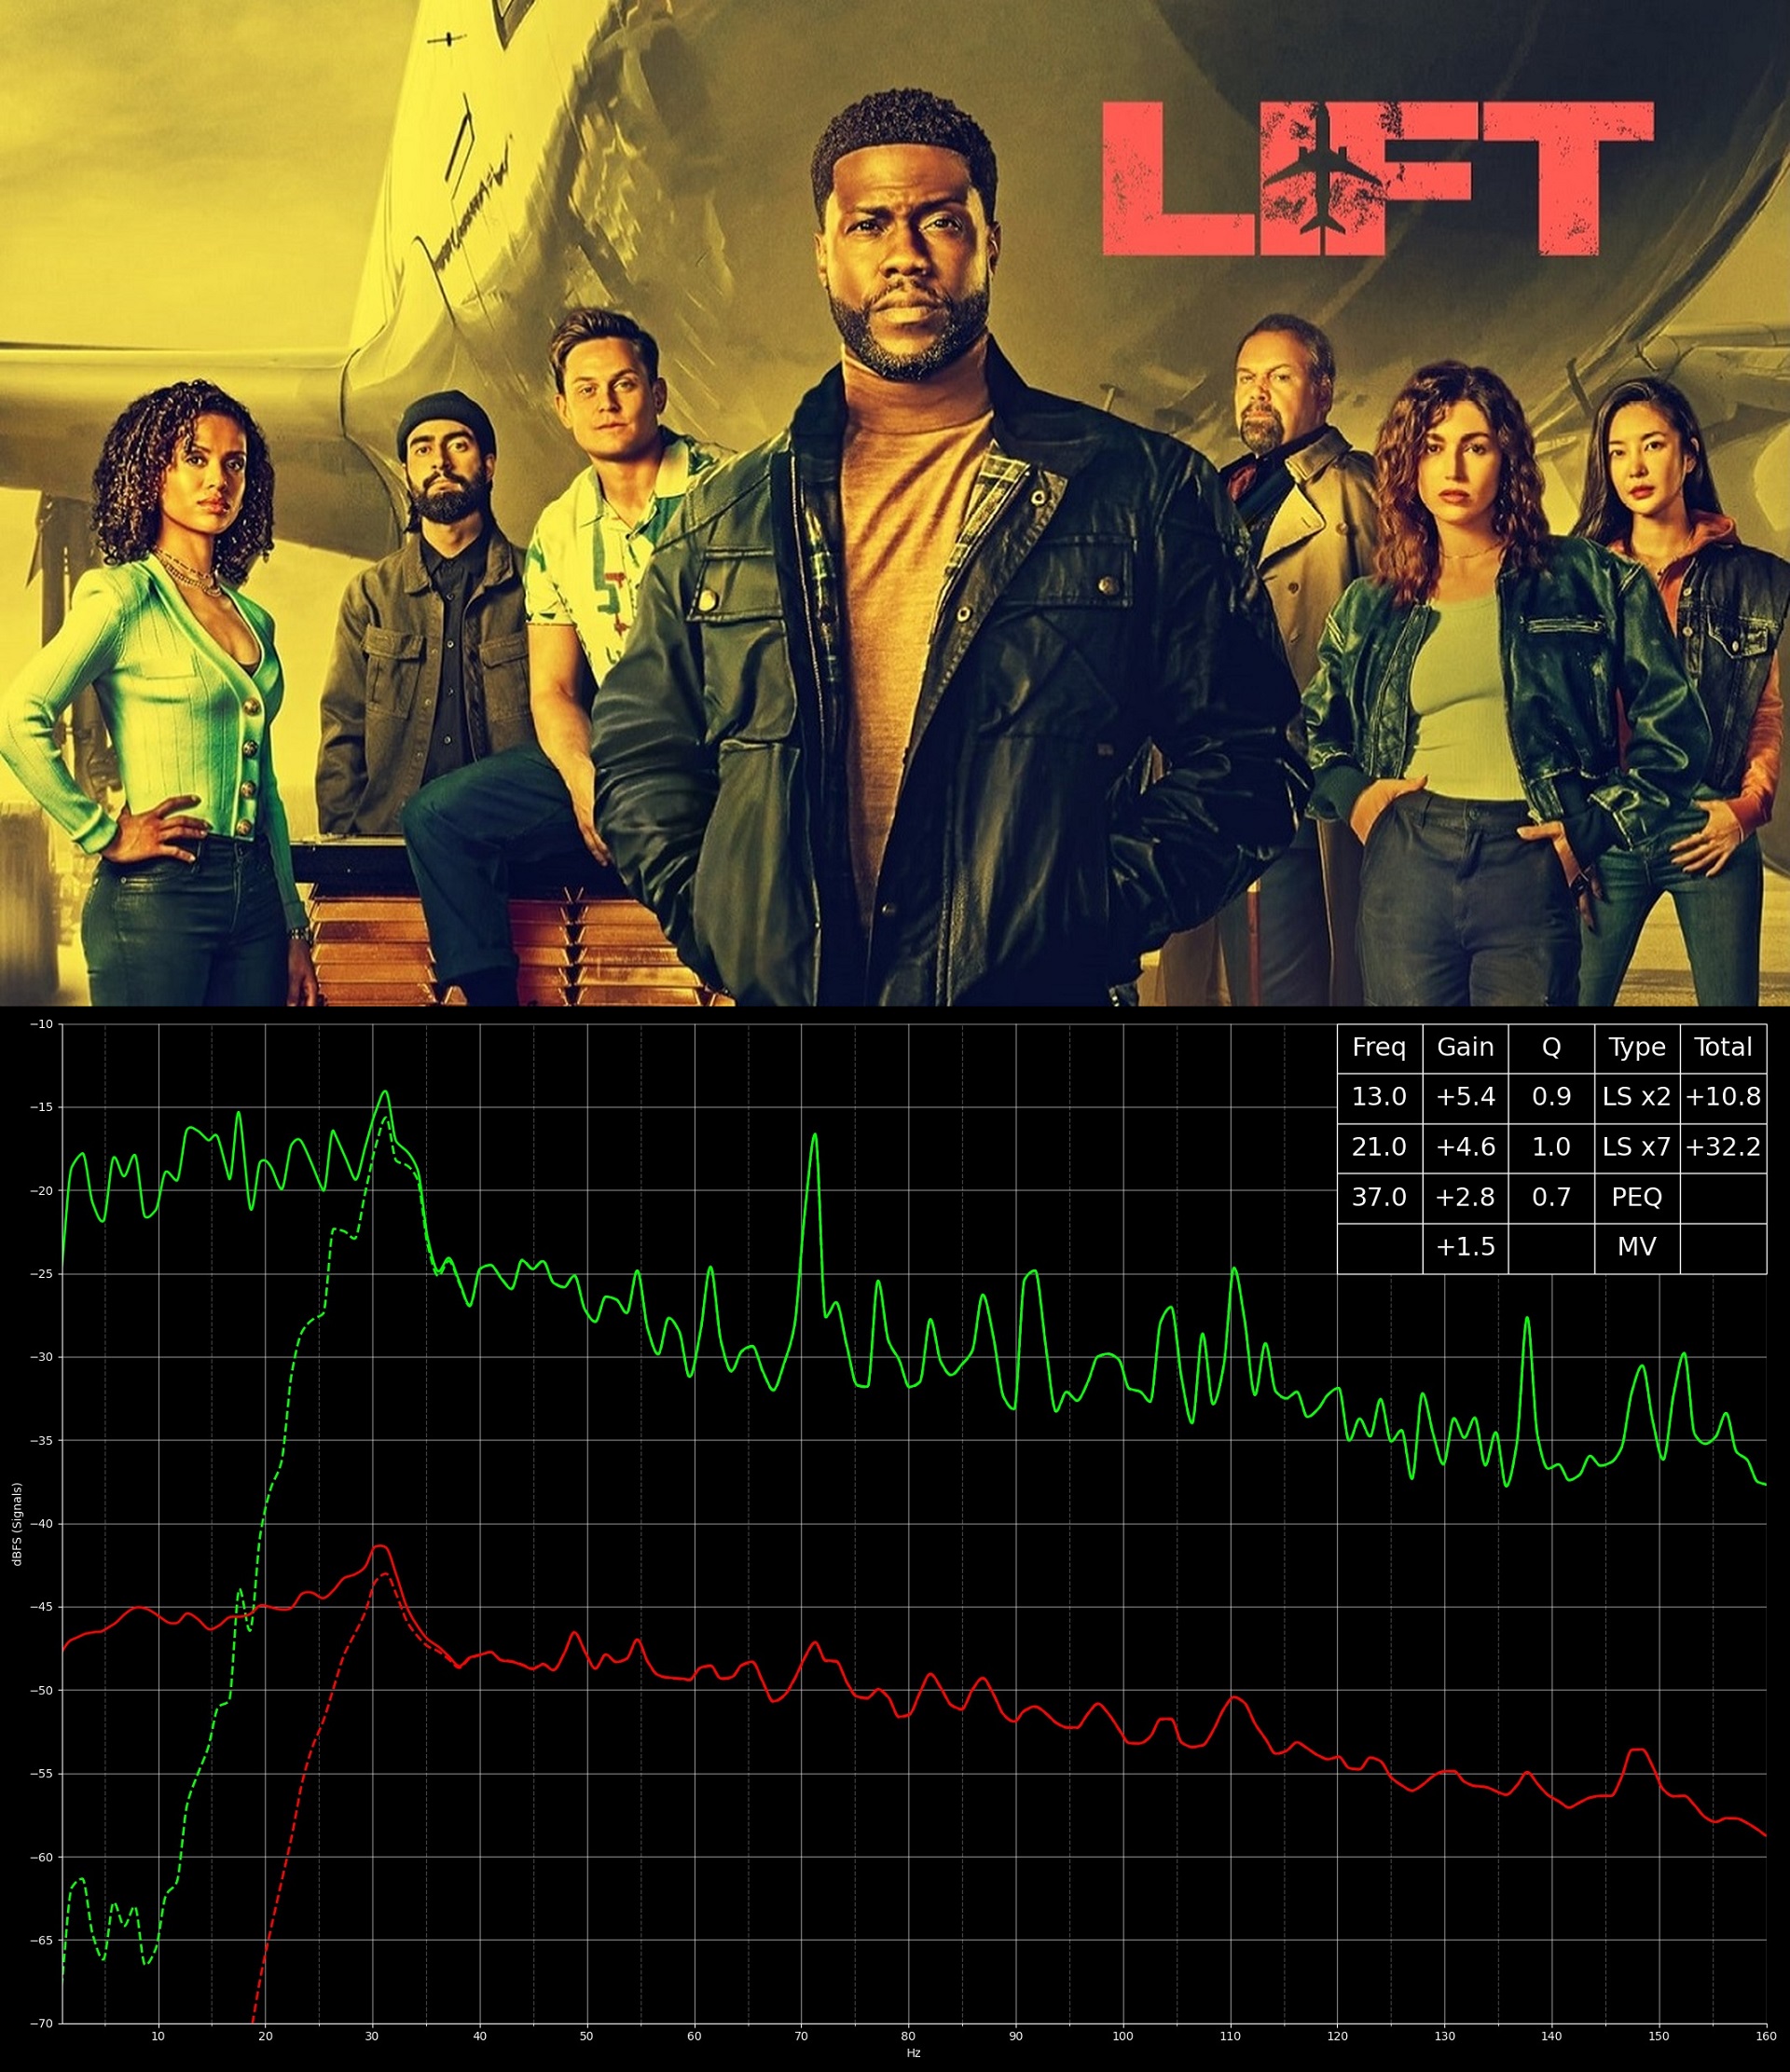 LIFT
Freq Gain Q Type Total
13.0 +5.4 0.9 LS x2 +10.8
21.0 +4.6 1.0 LS x7 +32.2
37.0 +2.8 0.7 PEQ
+1.5 MV
−10
−15
−20
−25
−30
−35
−40
−45
−50
−55
−60
−65
−70
dBFS (Signals)
10 20 30 40 50 60 70 80 90 100 110 120 130 140 150 160
Hz